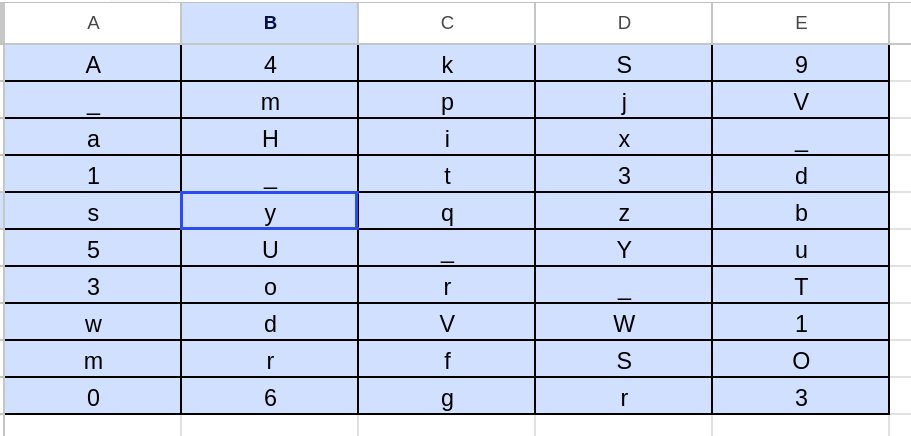 A B C D E
A 4 k S 9
_ m p j V
a H i x _
1 _ t 3 d
s y q z b
5 U _ Y u
3 o r _ T
w d V W 1
m r f S O
0 6 g r 3